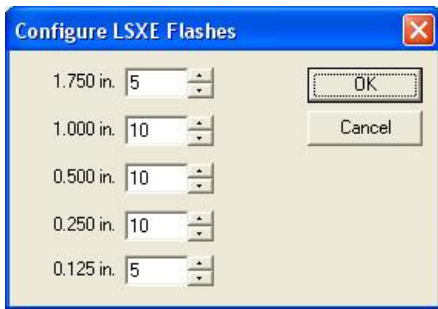 Configure LSXE Flashes
1.750 in. 5 OK
1.000 in. 10 Cancel
0.500 in. 10
0.250 in. 10
0.125 in. 5